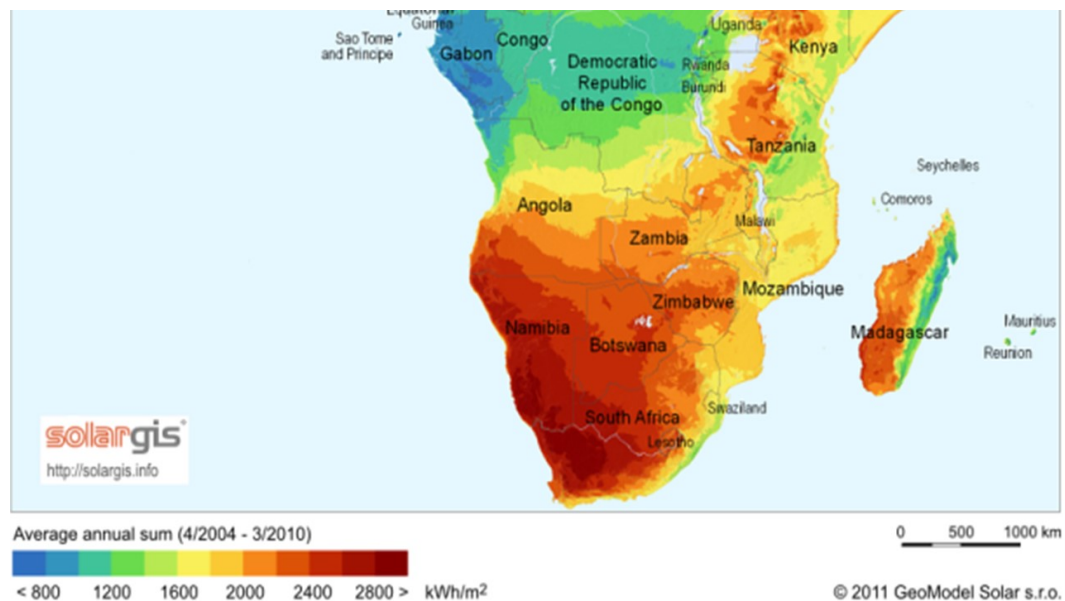 Equatorial
Guinea
Uganda
Sao Tome
and Principe
Gabon
Congo
Democratic
Republic
of the Congo
Rwanda
Burundi
Kenya
Tanzania
Seychelles
Comoros
Angola
Zambia
Malawi
Mozambique
Zimbabwe
Namibia
Botswana
Madagascar
Mauritius
Reunion
South Africa
Swaziland
Lesotho
solargis
http://solargis.info
Average annual sum (4/2004 - 3/2010)
< 800 1200 1600 2000 2400 2800 > kWh/m2
0 500 1000 km
© 2011 GeoModel Solar s.r.o.